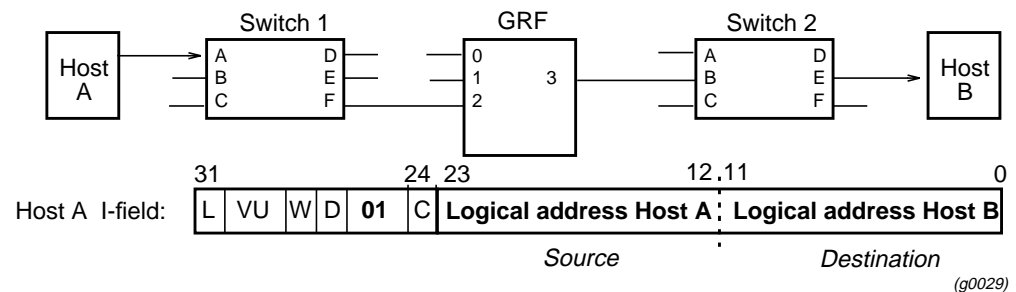 Switch 1 GRF Switch 2
Host A
A B C D E F
0 1 2 3
A B C D E F
Host B
31 24 23 12 11 0
Host A I-field: L VU W D 01 C Logical address Host A Logical address Host B
Source Destination
(g0029)